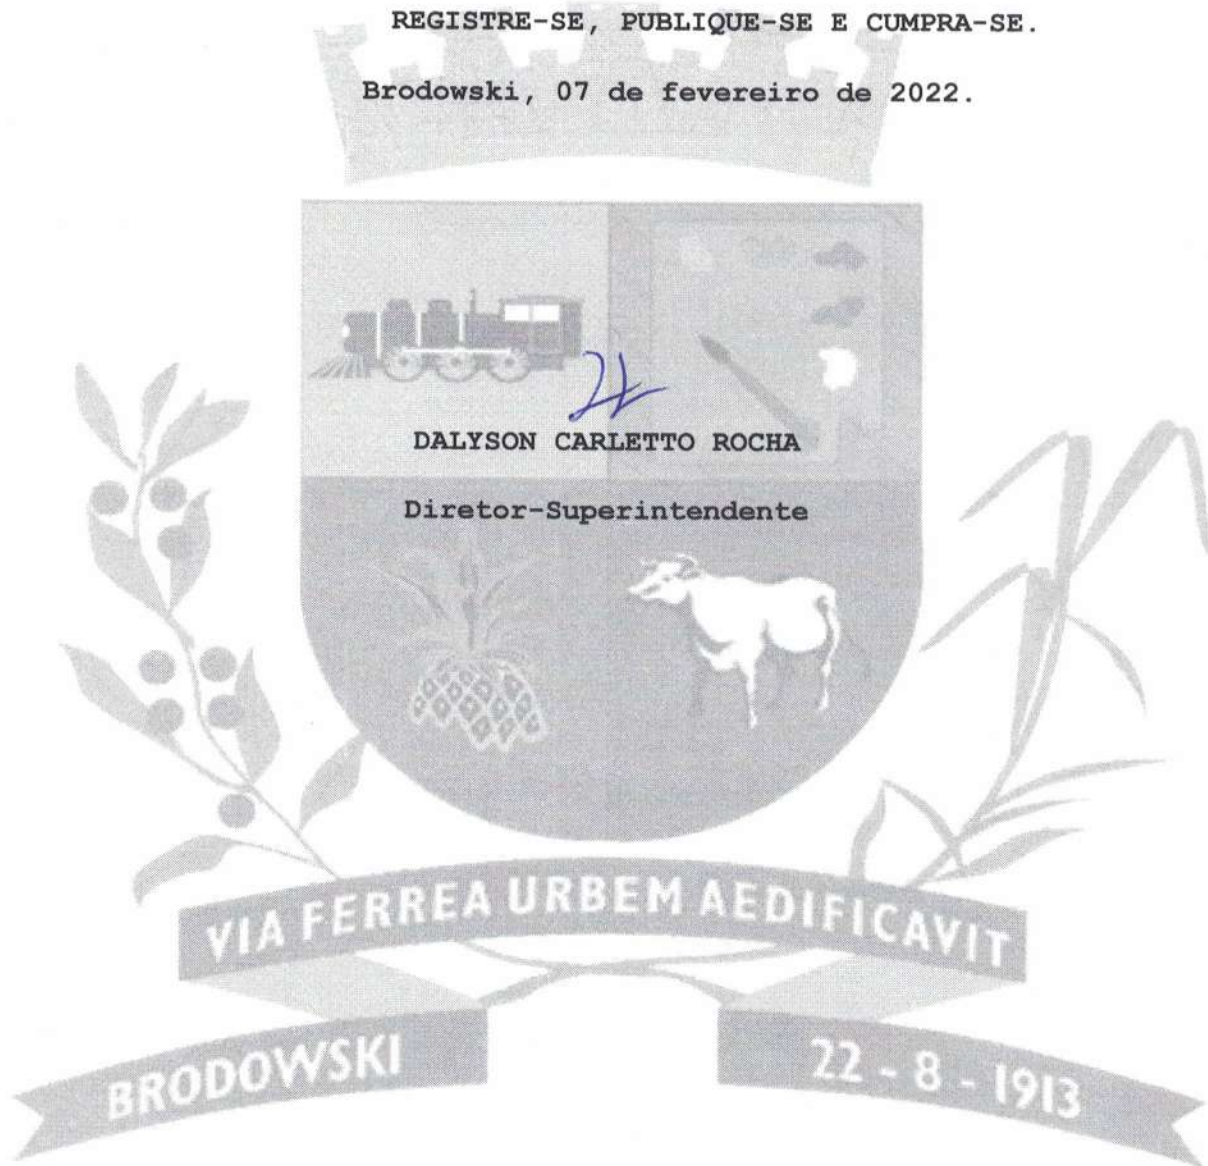 REGISTRE-SE, PUBLIQUE-SE E CUMPRA-SE.
Brodowski, 07 de fevereiro de 2022.
DALYSON CARLETTO ROCHA
Diretor-Superintendente
VIA FERREA URBEM AEDIFICAVIT
BRODOWSKI
22 - 8 - 1913